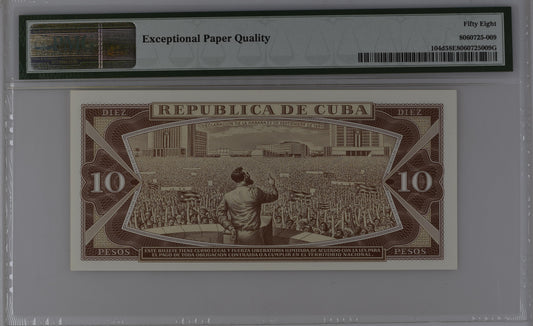 Fifty Eight
Exceptional Paper Quality
8060725-009
104d58E8060725009G
REPUBLICA DE CUBA
DIEZ
DIEZ
10
10
PESOS
PESOS
ESTE BILLETE TIENE CURSO LEGAL Y FUERZA LIBERATORIA ILIMITADA, DE ACUERDO CON LA LEY, PARA
EL PAGO DE TODA OBLIGACION CONTRAIDA O A CUMPLIR EN EL TERRITORIO NACIONAL.